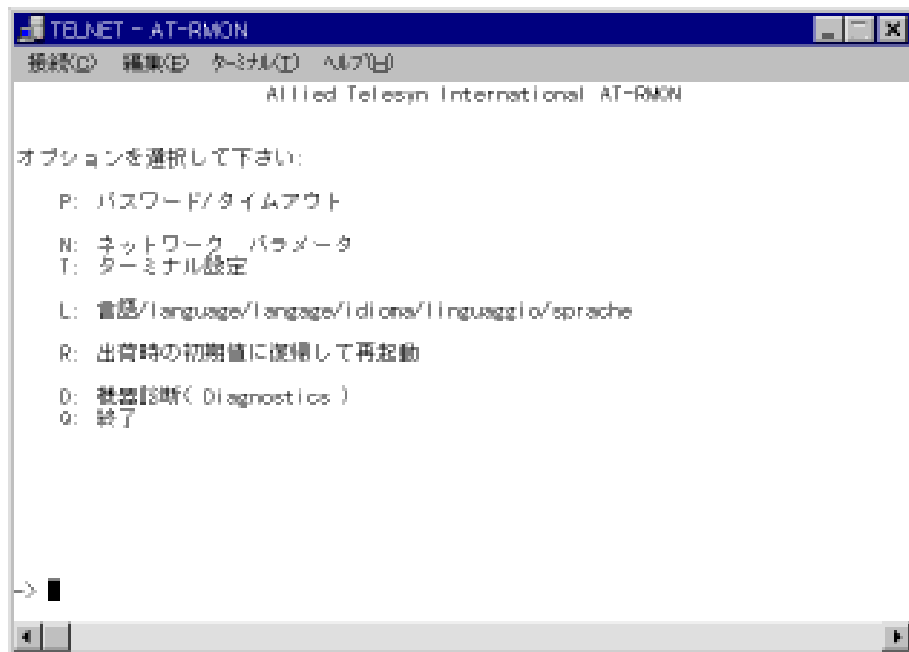 TELNET - AT-RMON
接続(C) 編集(E) ターミナル(T) ヘルプ(H)
Allied Telesyn International AT-RMON
オプションを選択して下さい:
P: パスワード/タイムアウト
N: ネットワーク パラメータ
T: ターミナル設定
L: 言語/language/langage/idioma/linguaggio/sprache
R: 出荷時の初期値に復帰して再起動
D: 機器診断( Diagnostics )
Q: 終了
->